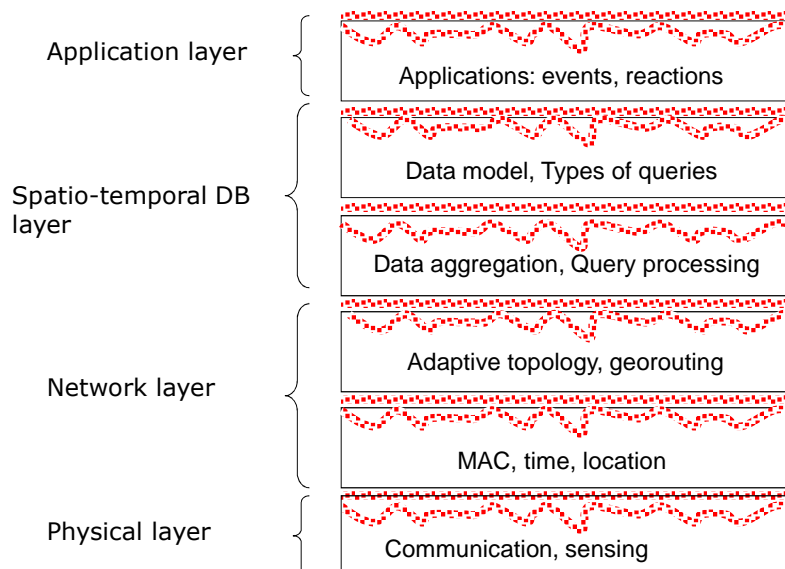 Application layer
Applications: events, reactions
Spatio-temporal DB
layer
Data model, Types of queries
Data aggregation, Query processing
Network layer
Adaptive topology, georouting
MAC, time, location
Physical layer
Communication, sensing